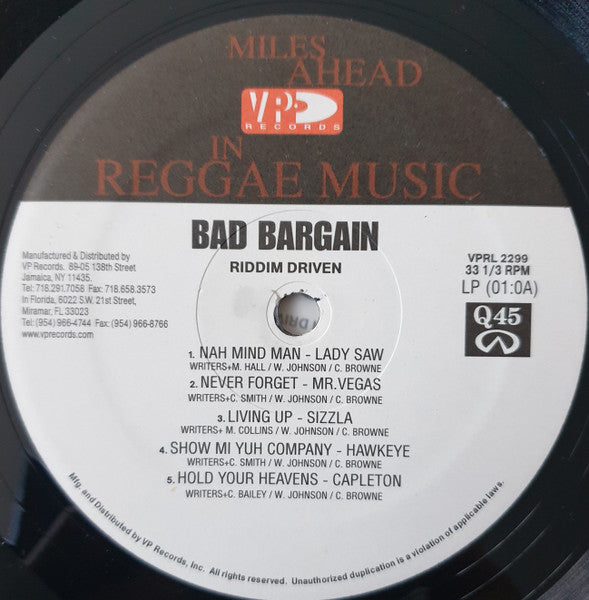 MILES
AHEAD
VP
RECORDS
IN
REGGAE MUSIC
BAD BARGAIN
RIDDIM DRIVEN
Manufactured & Distributed by
VP Records. 89-05 138th Street
Jamaica, NY 11435.
Tel: 718.291.7058 Fax: 718.658.3573
In Florida, 6022 S.W. 21st Street,
Miramar, FL 33023
Tel: (954) 966-4744 / Fax: (954) 966-8766
www.vprecords.com
VPRL 2299
33 1/3 RPM
LP (01:0A)
Q45
1. NAH MIND MAN - LADY SAW
WRITERS+M. HALL / W. JOHNSON / C. BROWNE
2. NEVER FORGET - MR.VEGAS
WRITERS+C. SMITH / W. JOHNSON / C. BROWNE
3. LIVING UP - SIZZLA
WRITERS+ M. COLLINS / W. JOHNSON / C. BROWNE
4. SHOW MI YUH COMPANY - HAWKEYE
WRITERS+C. SMITH / W. JOHNSON / C. BROWNE
5. HOLD YOUR HEAVENS - CAPLETON
WRITERS+C. BAILEY / W. JOHNSON / C. BROWNE
Mfg. and Distributed by VP Records, Inc. All rights reserved. Unauthorized duplication is a violation of applicable laws.